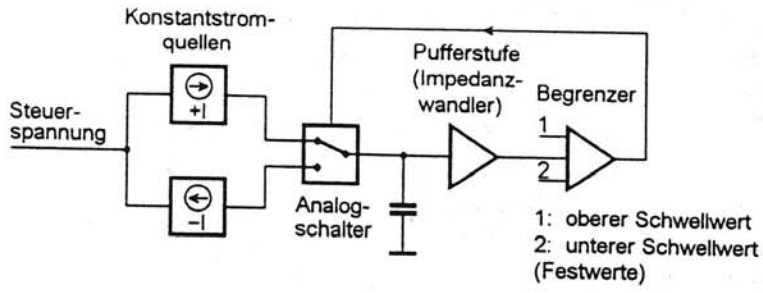 Konstantstrom-
quellen
Steuer-
spannung
+I
−I
Analog-
schalter
Pufferstufe
(Impedanz-
wandler)
Begrenzer
1
2
1: oberer Schwellwert
2: unterer Schwellwert
(Festwerte)